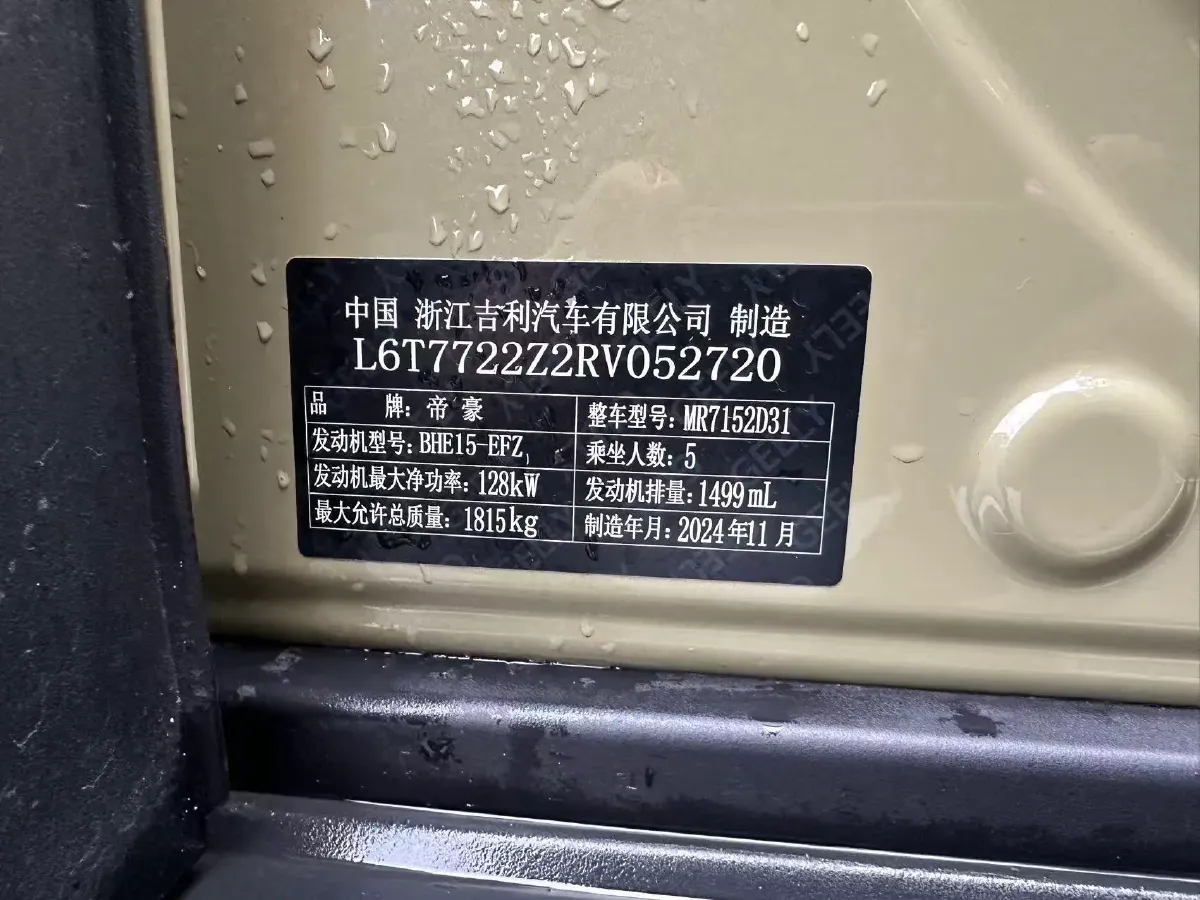 中国 浙江吉利汽车有限公司 制造
L6T7722Z2RV052720
品 牌: 帝豪 整车型号: MR7152D31
发动机型号: BHE15-EFZ 乘坐人数: 5
发动机最大净功率: 128kW 发动机排量: 1499mL
最大允许总质量: 1815kg 制造年月: 2024年11月
GEELY